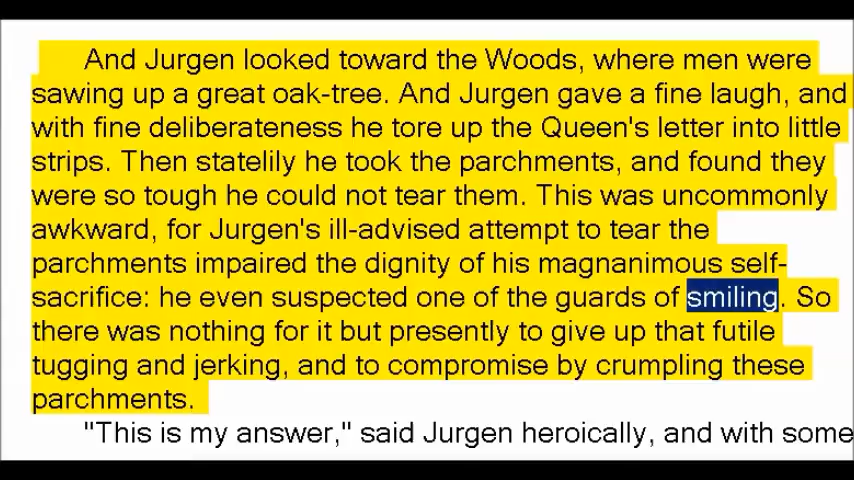 And Jurgen looked toward the Woods, where men were
sawing up a great oak-tree. And Jurgen gave a fine laugh, and
with fine deliberateness he tore up the Queen's letter into little
strips. Then statelily he took the parchments, and found they
were so tough he could not tear them. This was uncommonly
awkward, for Jurgen's ill-advised attempt to tear the
parchments impaired the dignity of his magnanimous self-
sacrifice: he even suspected one of the guards of smiling. So
there was nothing for it but presently to give up that futile
tugging and jerking, and to compromise by crumpling these
parchments.
"This is my answer," said Jurgen heroically, and with some